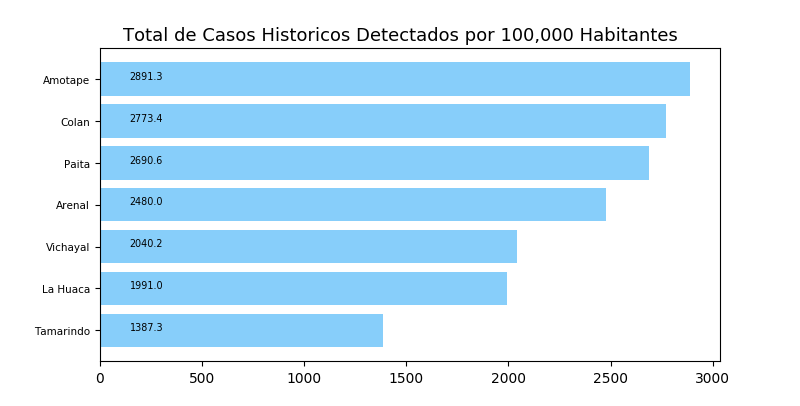 Total de Casos Historicos Detectados por 100,000 Habitantes
Amotape 2891.3
Colan 2773.4
Paita 2690.6
Arenal 2480.0
Vichayal 2040.2
La Huaca 1991.0
Tamarindo 1387.3
0 500 1000 1500 2000 2500 3000